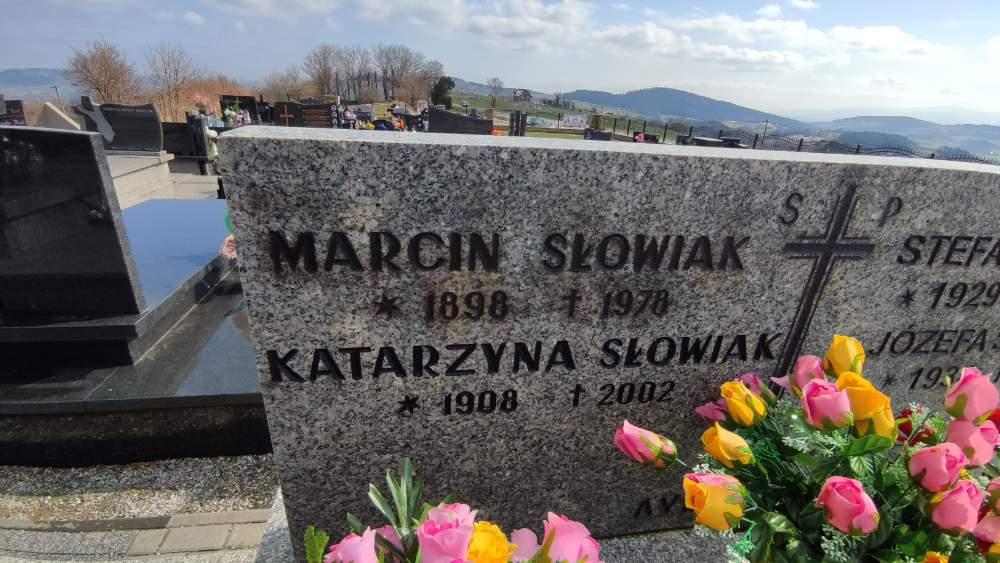 MARCIN SŁOWIAK
* 1898 † 1978
KATARZYNA SŁOWIAK
* 1908 † 2002
S P
STEFA
* 1929
JÓZEFA